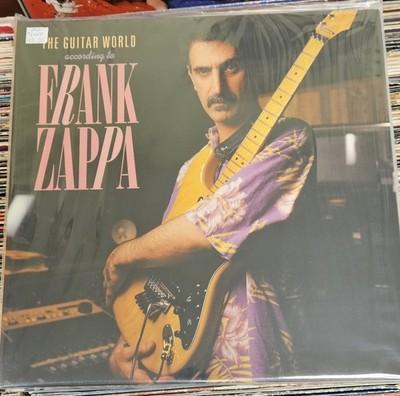 THE GUITAR WORLD
according to
FRANK
ZAPPA